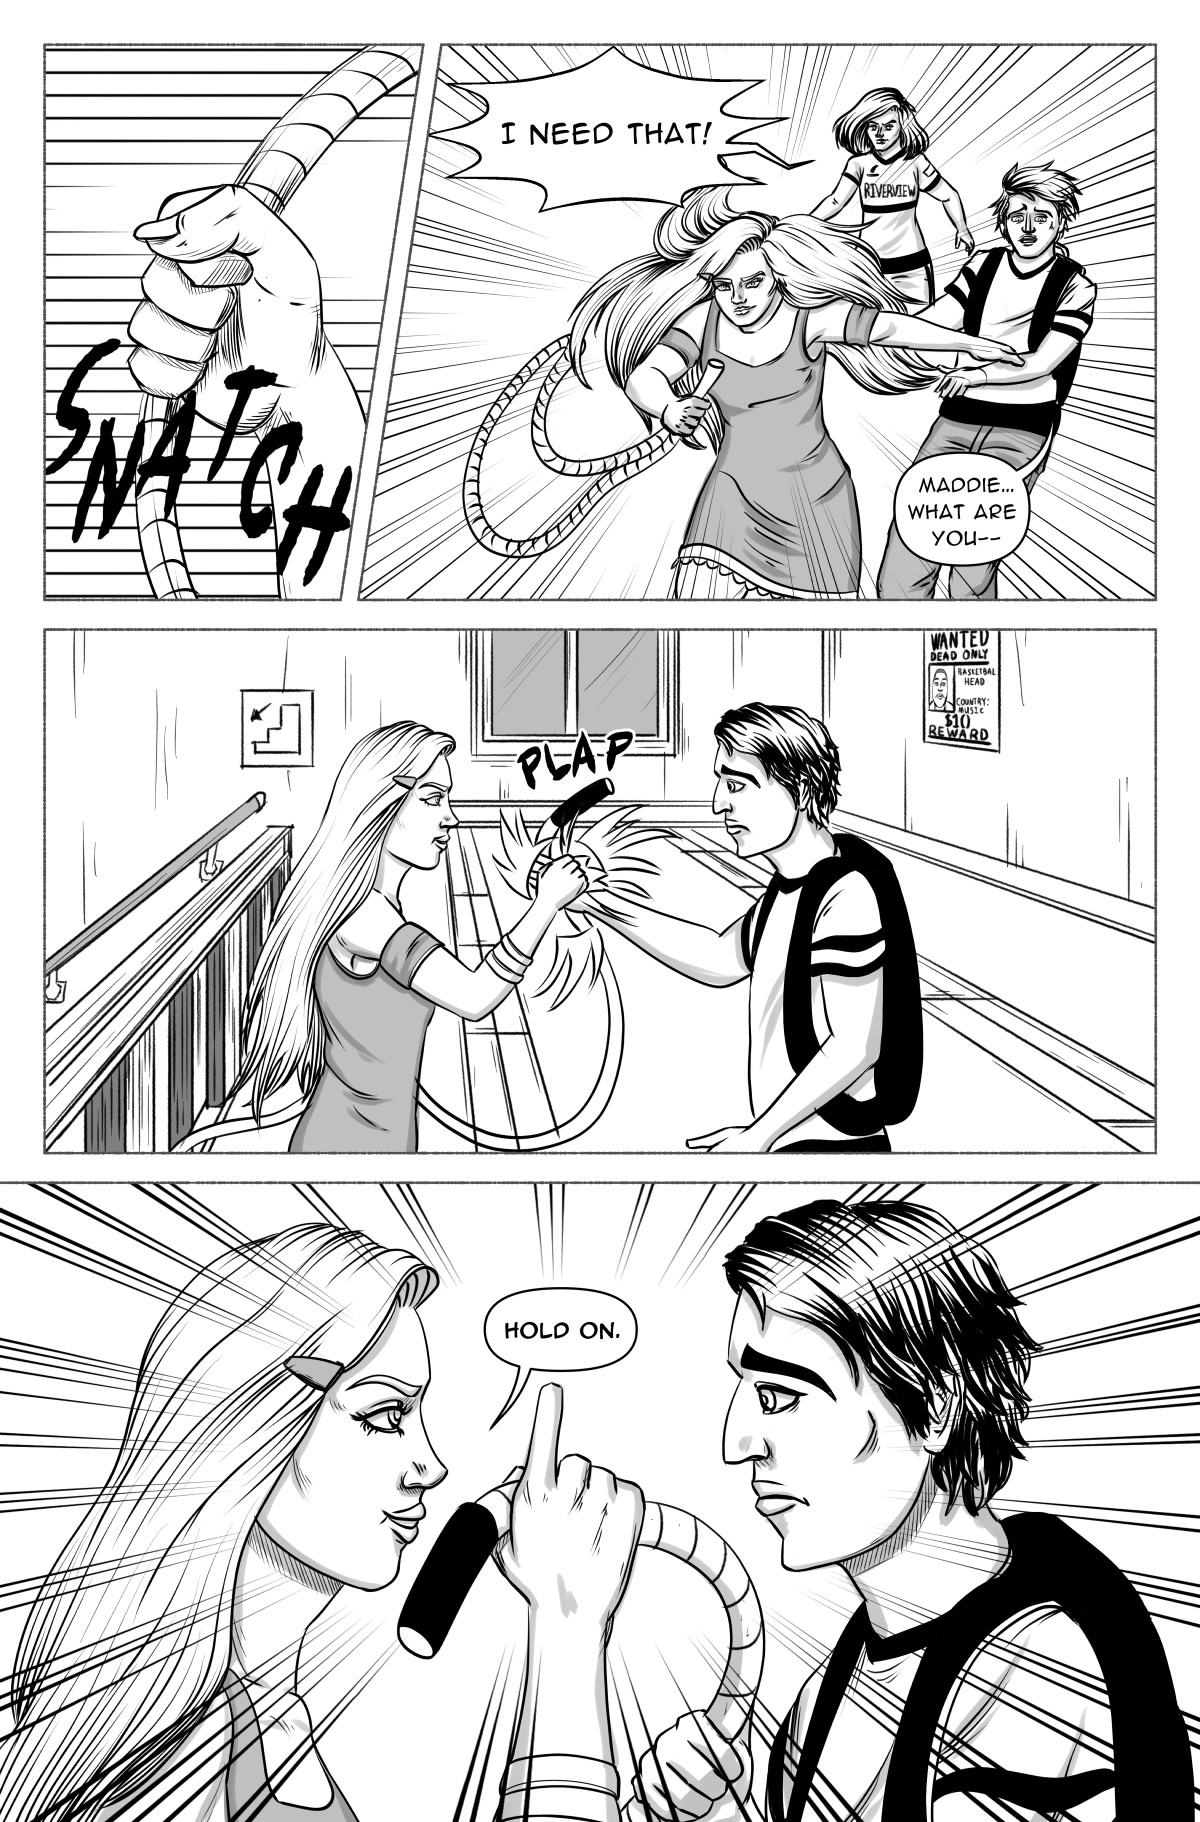 SNATCH
I NEED THAT!
RIVERVIEW
MADDIE...
WHAT ARE
YOU--
PLAP
WANTED
DEAD ONLY
BASKETBAL
HEAD
COUNTRY:
MUSIC
$10
REWARD
HOLD ON.